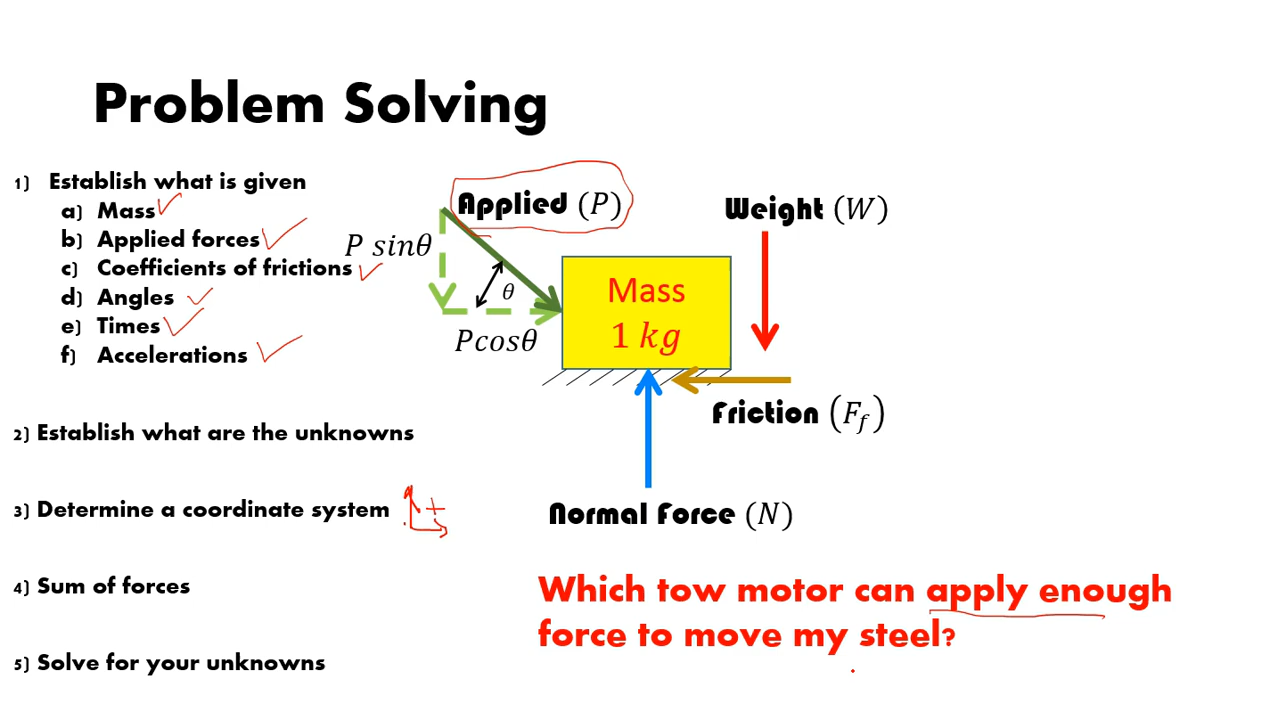 Problem Solving
1) Establish what is given
a) Mass
b) Applied forces
c) Coefficients of frictions
d) Angles
e) Times
f) Accelerations
2) Establish what are the unknowns
3) Determine a coordinate system
+
4) Sum of forces
5) Solve for your unknowns
Applied (P)
P sinθ
θ
Pcosθ
Mass
1 kg
Weight (W)
Friction (F_f)
Normal Force (N)
Which tow motor can apply enough
force to move my steel?